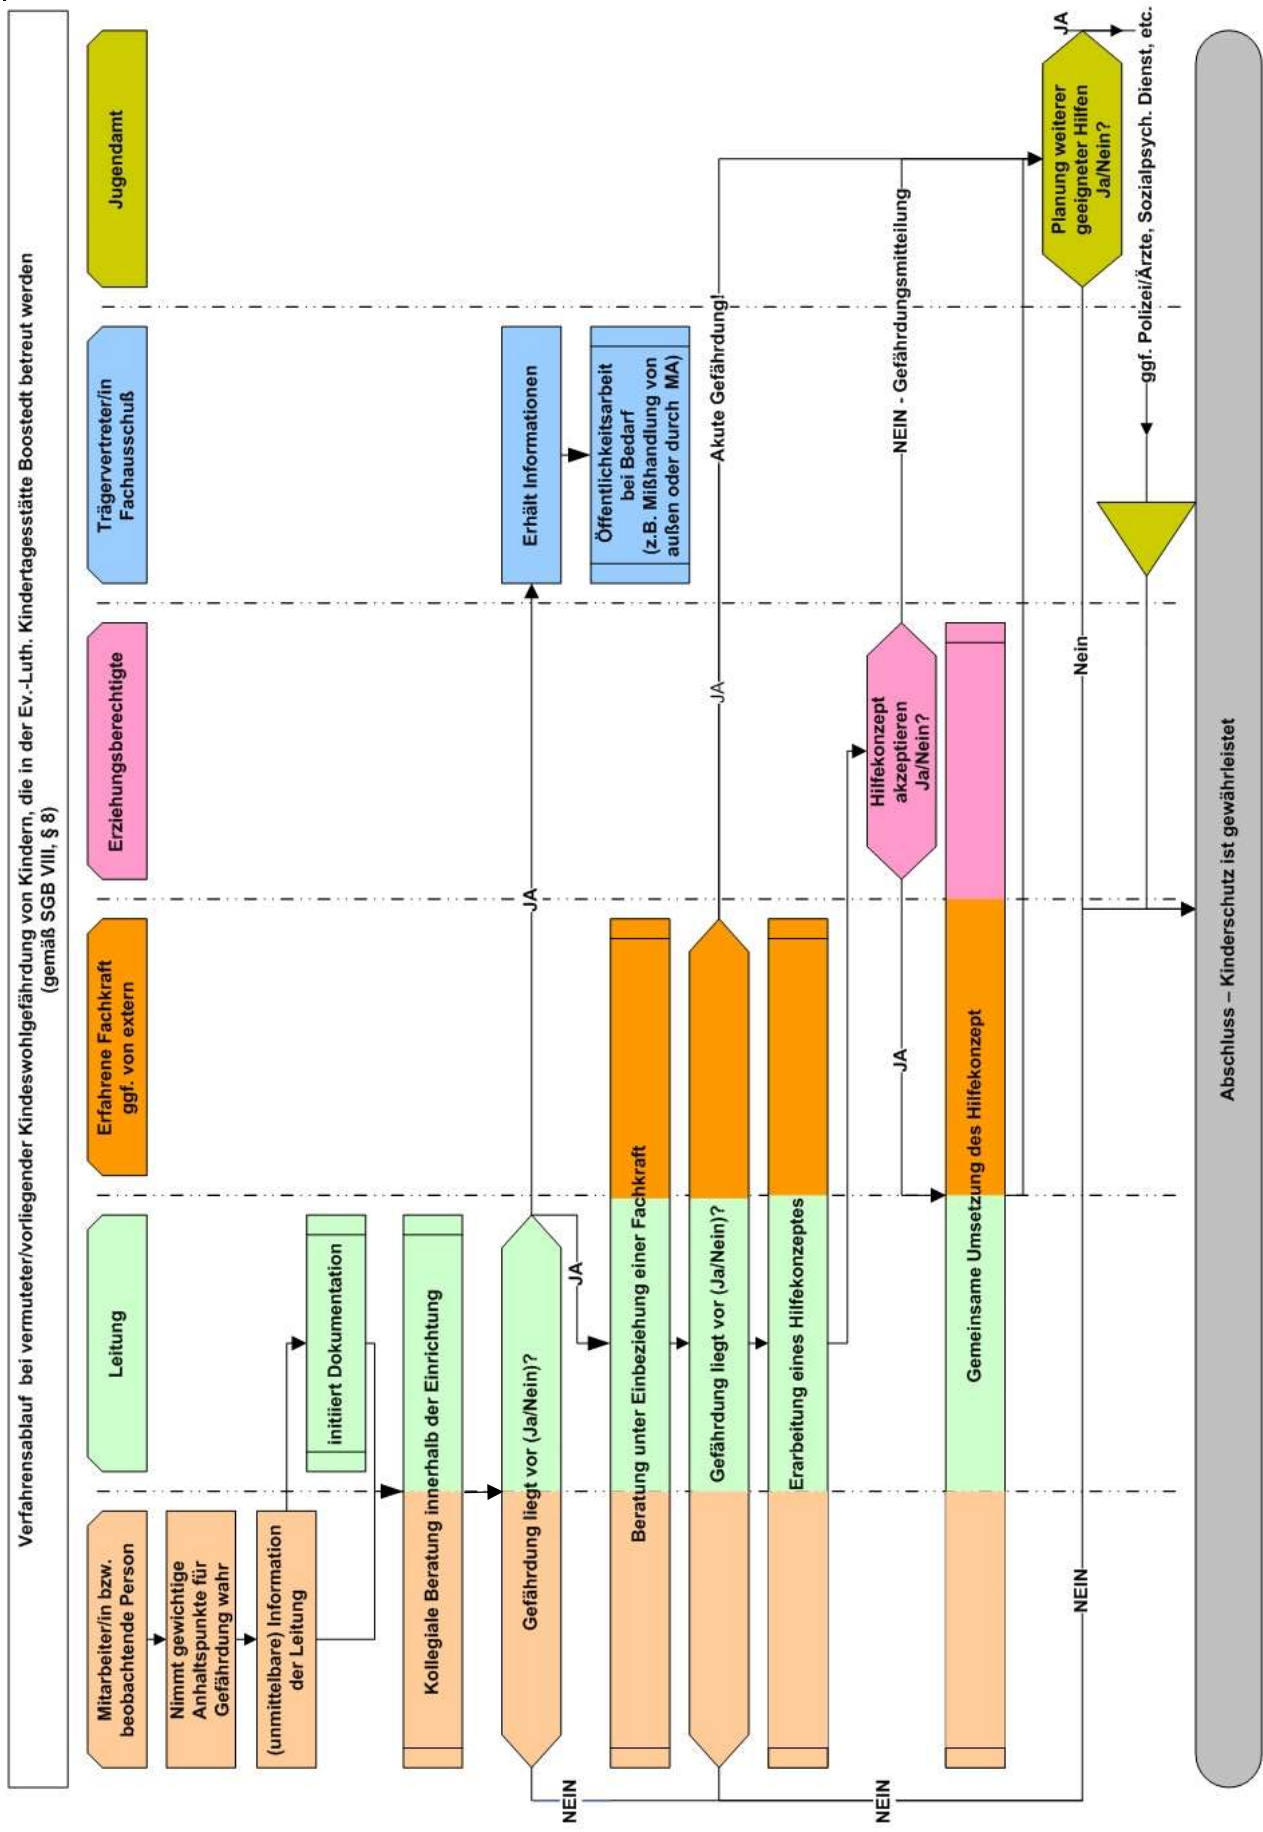 Verfahrensablauf bei vermuteter/vorliegender Kindeswohlgefährdung von Kindern, die in der Ev.-Luth. Kindertagesstätte Boostedt betreut werden
(gemäß SGB VIII, § 8)
Mitarbeiter/in bzw.
beobachtende Person
Leitung
Erfahrene Fachkraft
ggf. von extern
Erziehungsberechtigte
Trägervertreter/in
Fachausschuß
Jugendamt
Nimmt gewichtige
Anhaltspunkte für
Gefährdung wahr
(unmittelbare) Information
der Leitung
initiiert Dokumentation
Kollegiale Beratung innerhalb der Einrichtung
Gefährdung liegt vor (Ja/Nein)?
JA
Erhält Informationen
NEIN
JA
Öffentlichkeitsarbeit
bei Bedarf
(z.B. Mißhandlung von
außen oder durch MA)
Beratung unter Einbeziehung einer Fachkraft
Gefährdung liegt vor (Ja/Nein)?
JA
Akute Gefährdung!
Erarbeitung eines Hilfekonzeptes
NEIN
Hilfekonzept
akzeptieren
Ja/Nein?
JA
NEIN - Gefährdungsmitteilung
Gemeinsame Umsetzung des Hilfekonzept
Planung weiterer
geeigneter Hilfen
Ja/Nein?
JA
NEIN
Nein
ggf. Polizei/Ärzte, Sozialpsych. Dienst, etc.
Abschluss – Kinderschutz ist gewährleistet